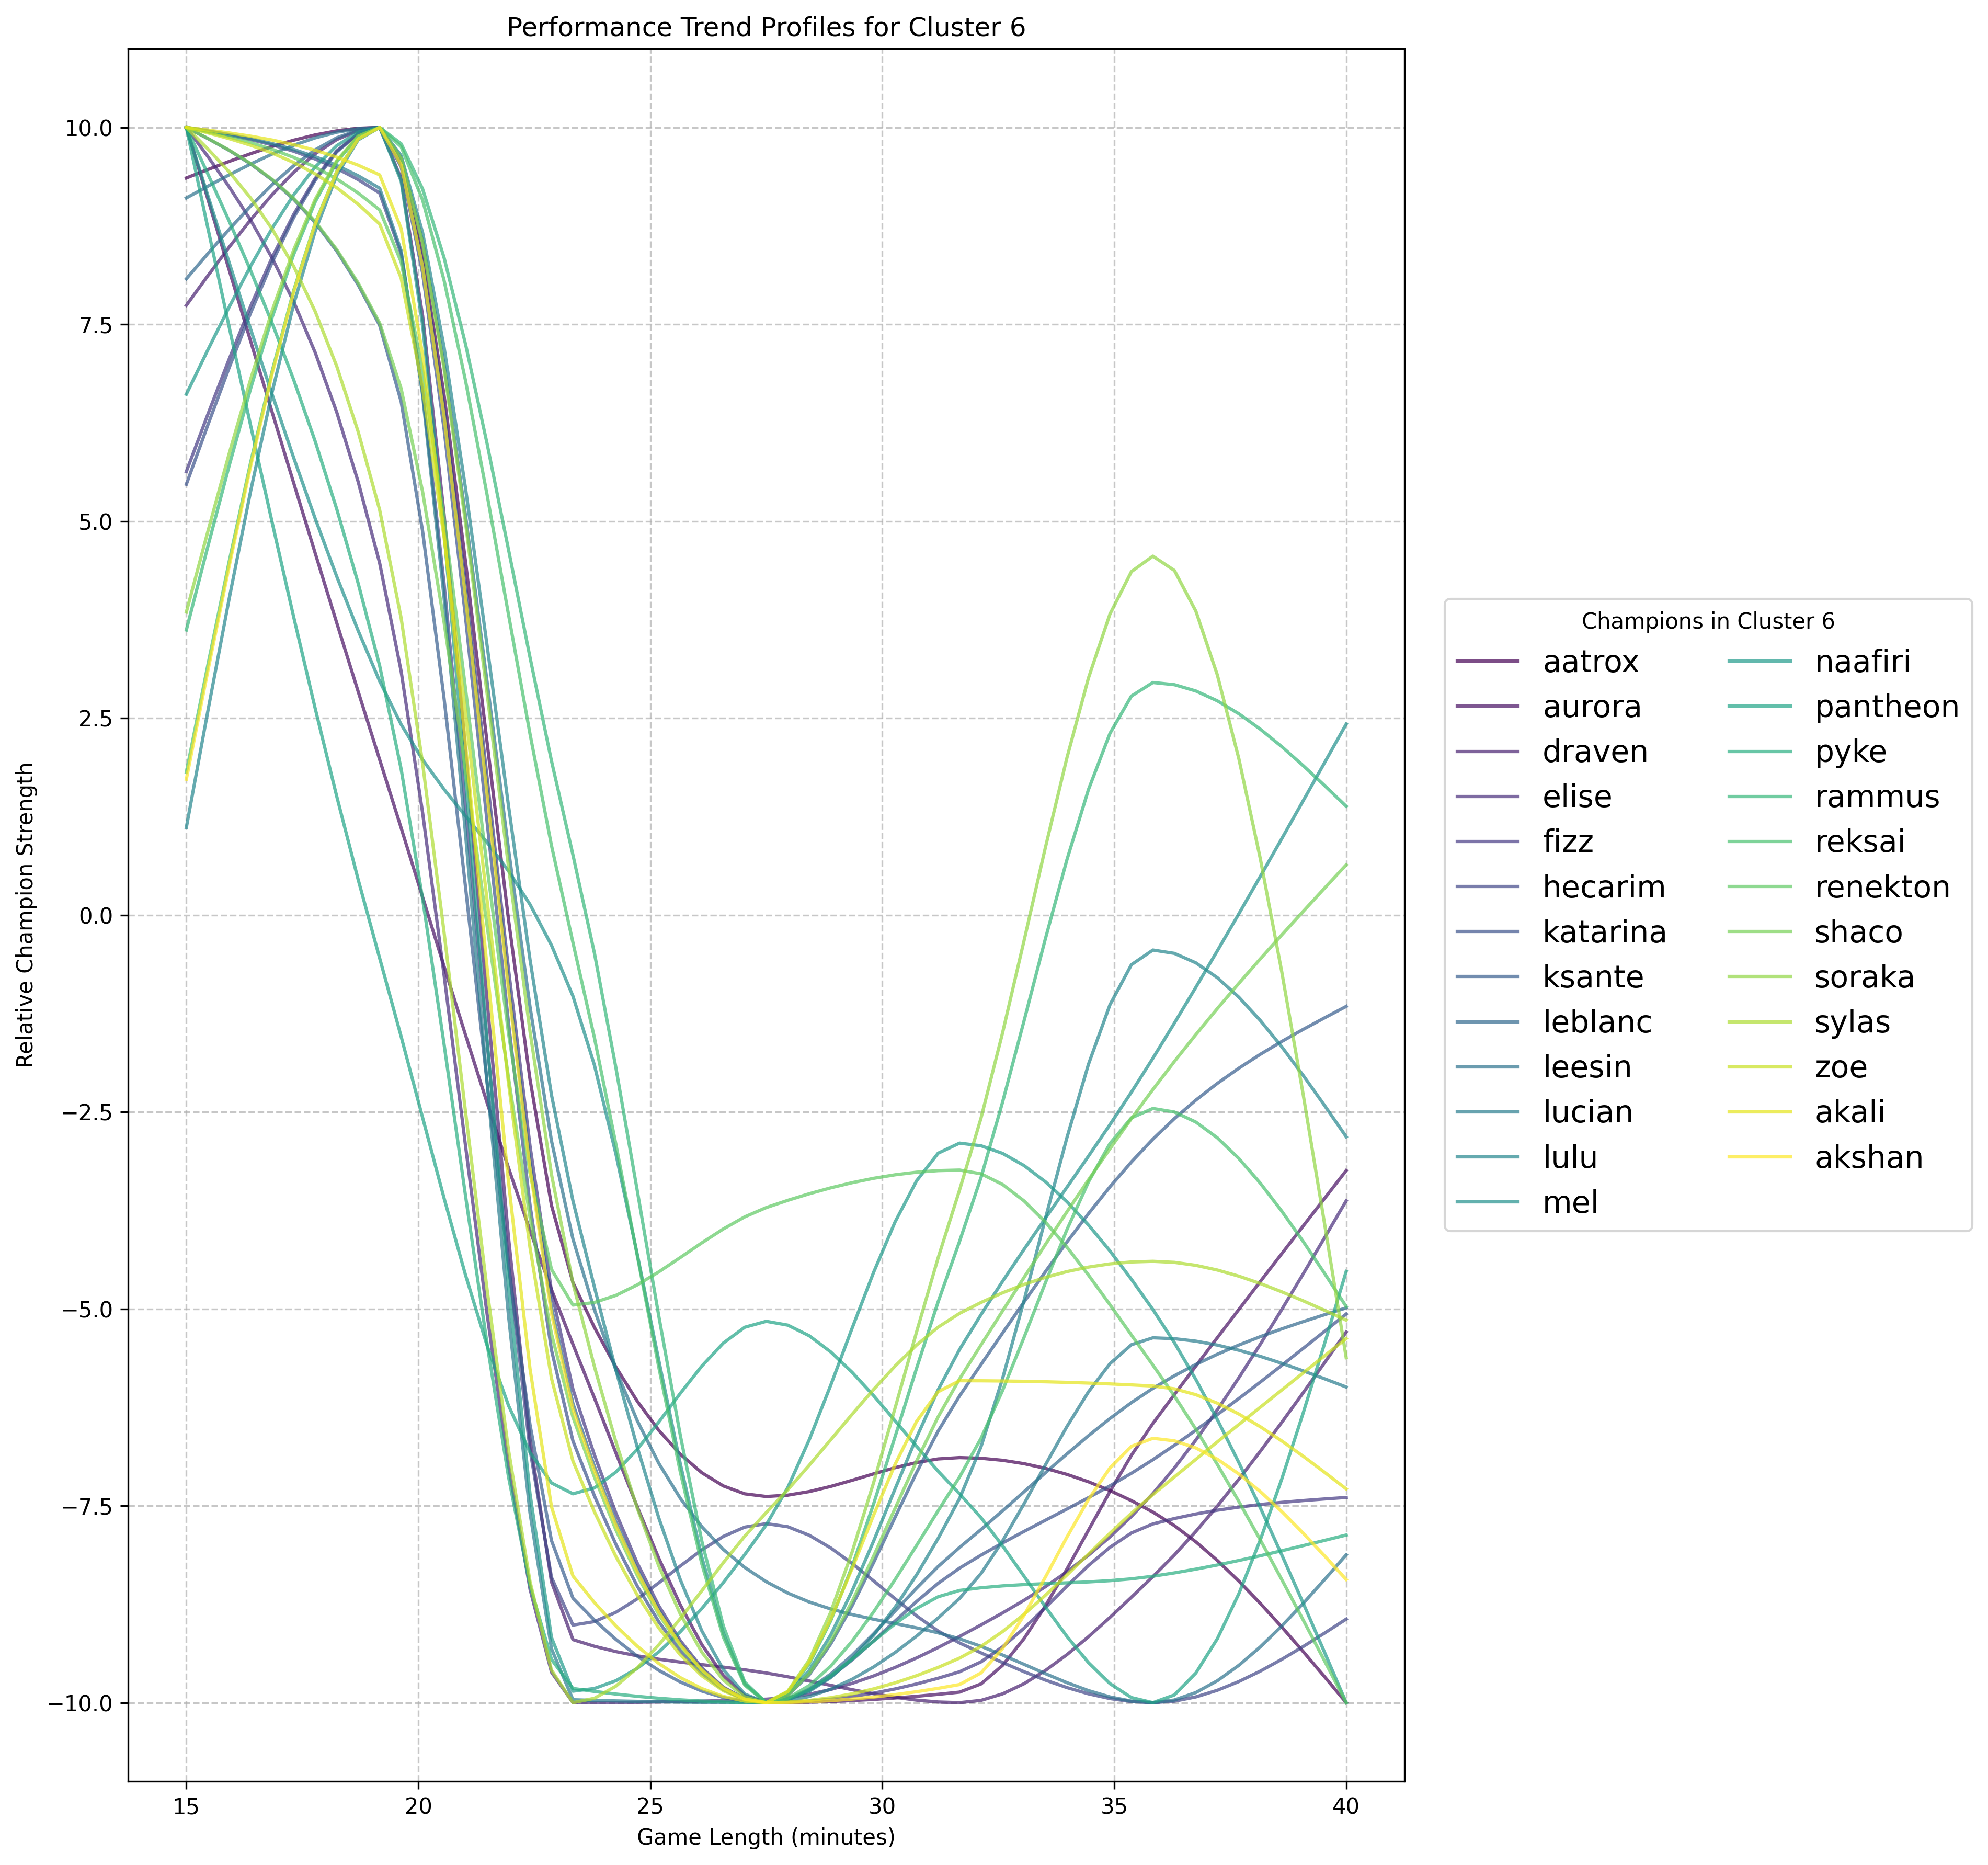 Performance Trend Profiles for Cluster 6
10.0
7.5
5.0
2.5
0.0
−2.5
−5.0
−7.5
−10.0
Relative Champion Strength
15 20 25 30 35 40
Game Length (minutes)
Champions in Cluster 6
aatrox
aurora
draven
elise
fizz
hecarim
katarina
ksante
leblanc
leesin
lucian
lulu
mel
naafiri
pantheon
pyke
rammus
reksai
renekton
shaco
soraka
sylas
zoe
akali
akshan